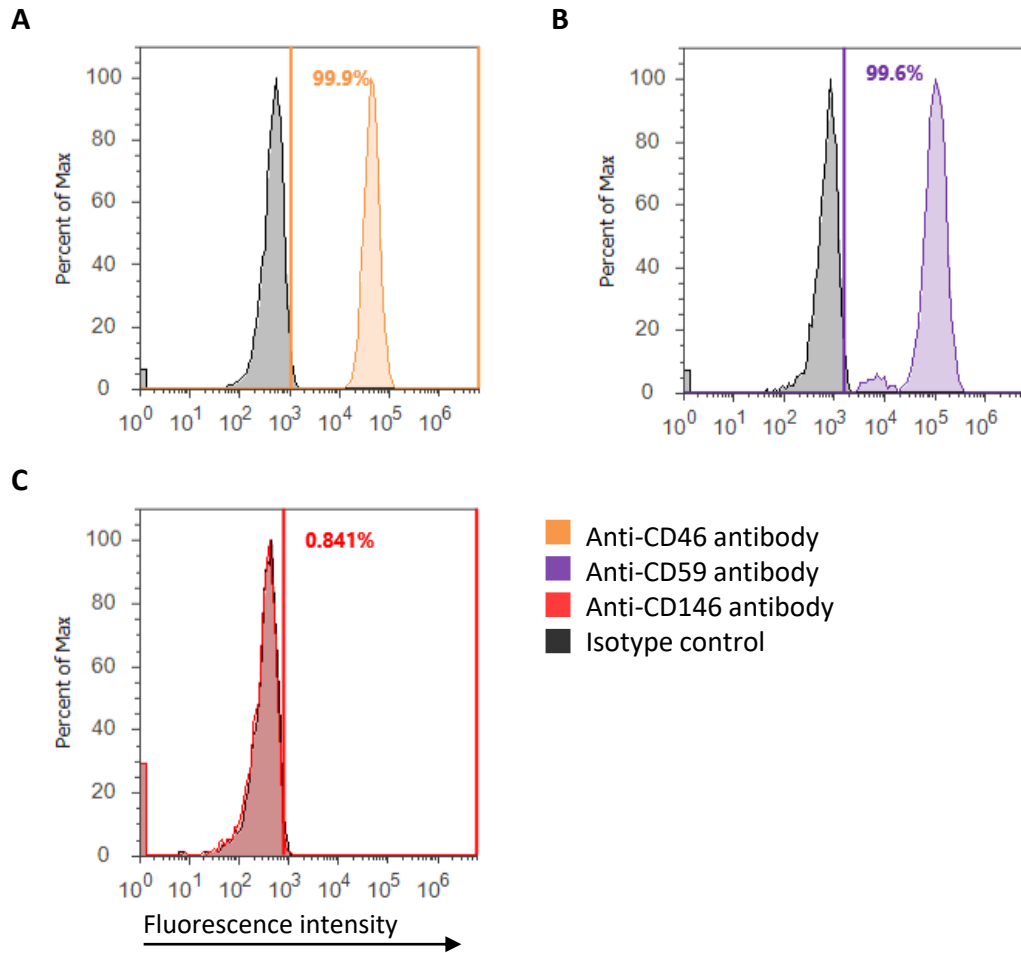 A
B
99.9%
99.6%
Percent of Max
Percent of Max
100
80
60
40
20
0
100
80
60
40
20
0
10^0 10^1 10^2 10^3 10^4 10^5 10^6
10^0 10^1 10^2 10^3 10^4 10^5 10^6
C
0.841%
Percent of Max
100
80
60
40
20
0
10^0 10^1 10^2 10^3 10^4 10^5 10^6
Fluorescence intensity
Anti-CD46 antibody
Anti-CD59 antibody
Anti-CD146 antibody
Isotype control